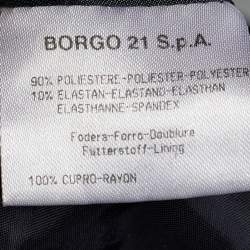 BORGO 21 S.p.A.
90% POLIESTERE-POLIESTER-POLYESTER
10% ELASTAN-ELASTAND-ELASTHAN
ELASTHANNE-SPANDEX
Fodera-Forro-Doublure
Futterstoff-Lining
100% CUPRO-RAYON